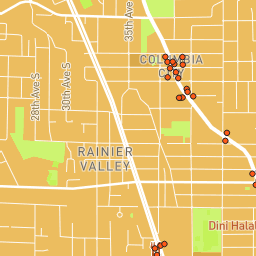 35th Ave S
COLUMBIA
CITY
28th Ave S
30th Ave S
RAINIER
VALLEY
Dini Halal